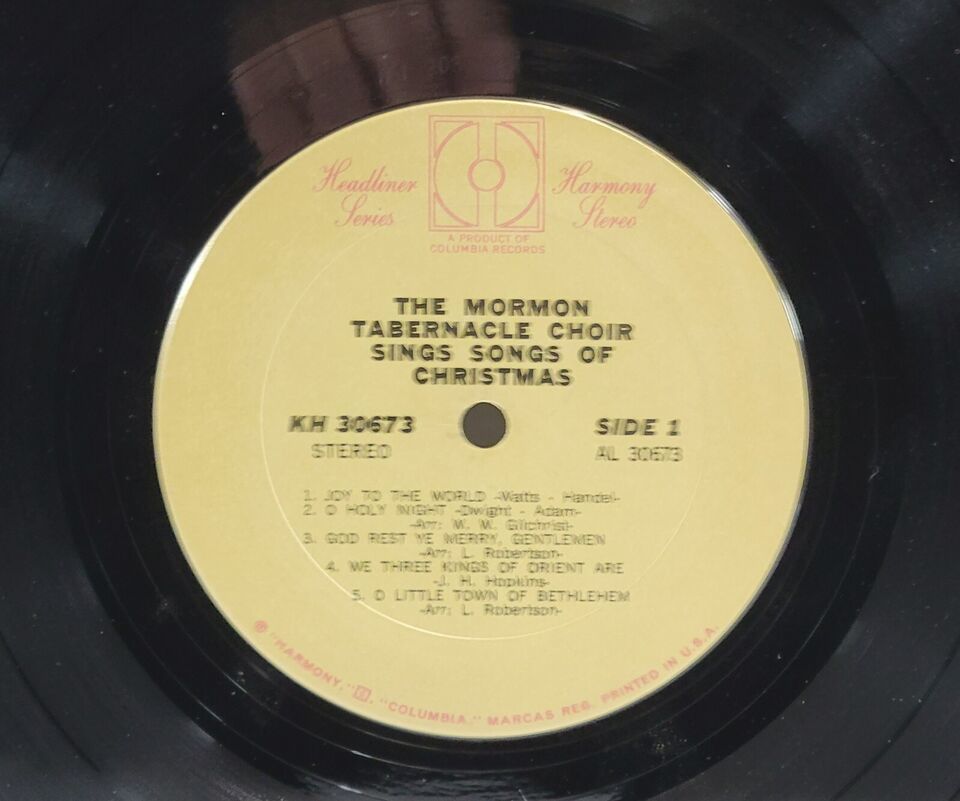 Headliner Series
Harmony Stereo
A PRODUCT OF
COLUMBIA RECORDS
THE MORMON
TABERNACLE CHOIR
SINGS SONGS OF
CHRISTMAS
KH 30673
SIDE 1
STEREO
AL 30673
1. JOY TO THE WORLD -Watts - Handel-
2. O HOLY NIGHT -Dwight - Adam-
-Arr: W. W. Gilchrist-
3. GOD REST YE MERRY, GENTLEMEN
-Arr: L. Robertson-
4. WE THREE KINGS OF ORIENT ARE
-J. H. Hopkins-
5. O LITTLE TOWN OF BETHLEHEM
-Arr: L. Robertson-
℗ "HARMONY," "COLUMBIA," MARCAS REG. PRINTED IN U.S.A.